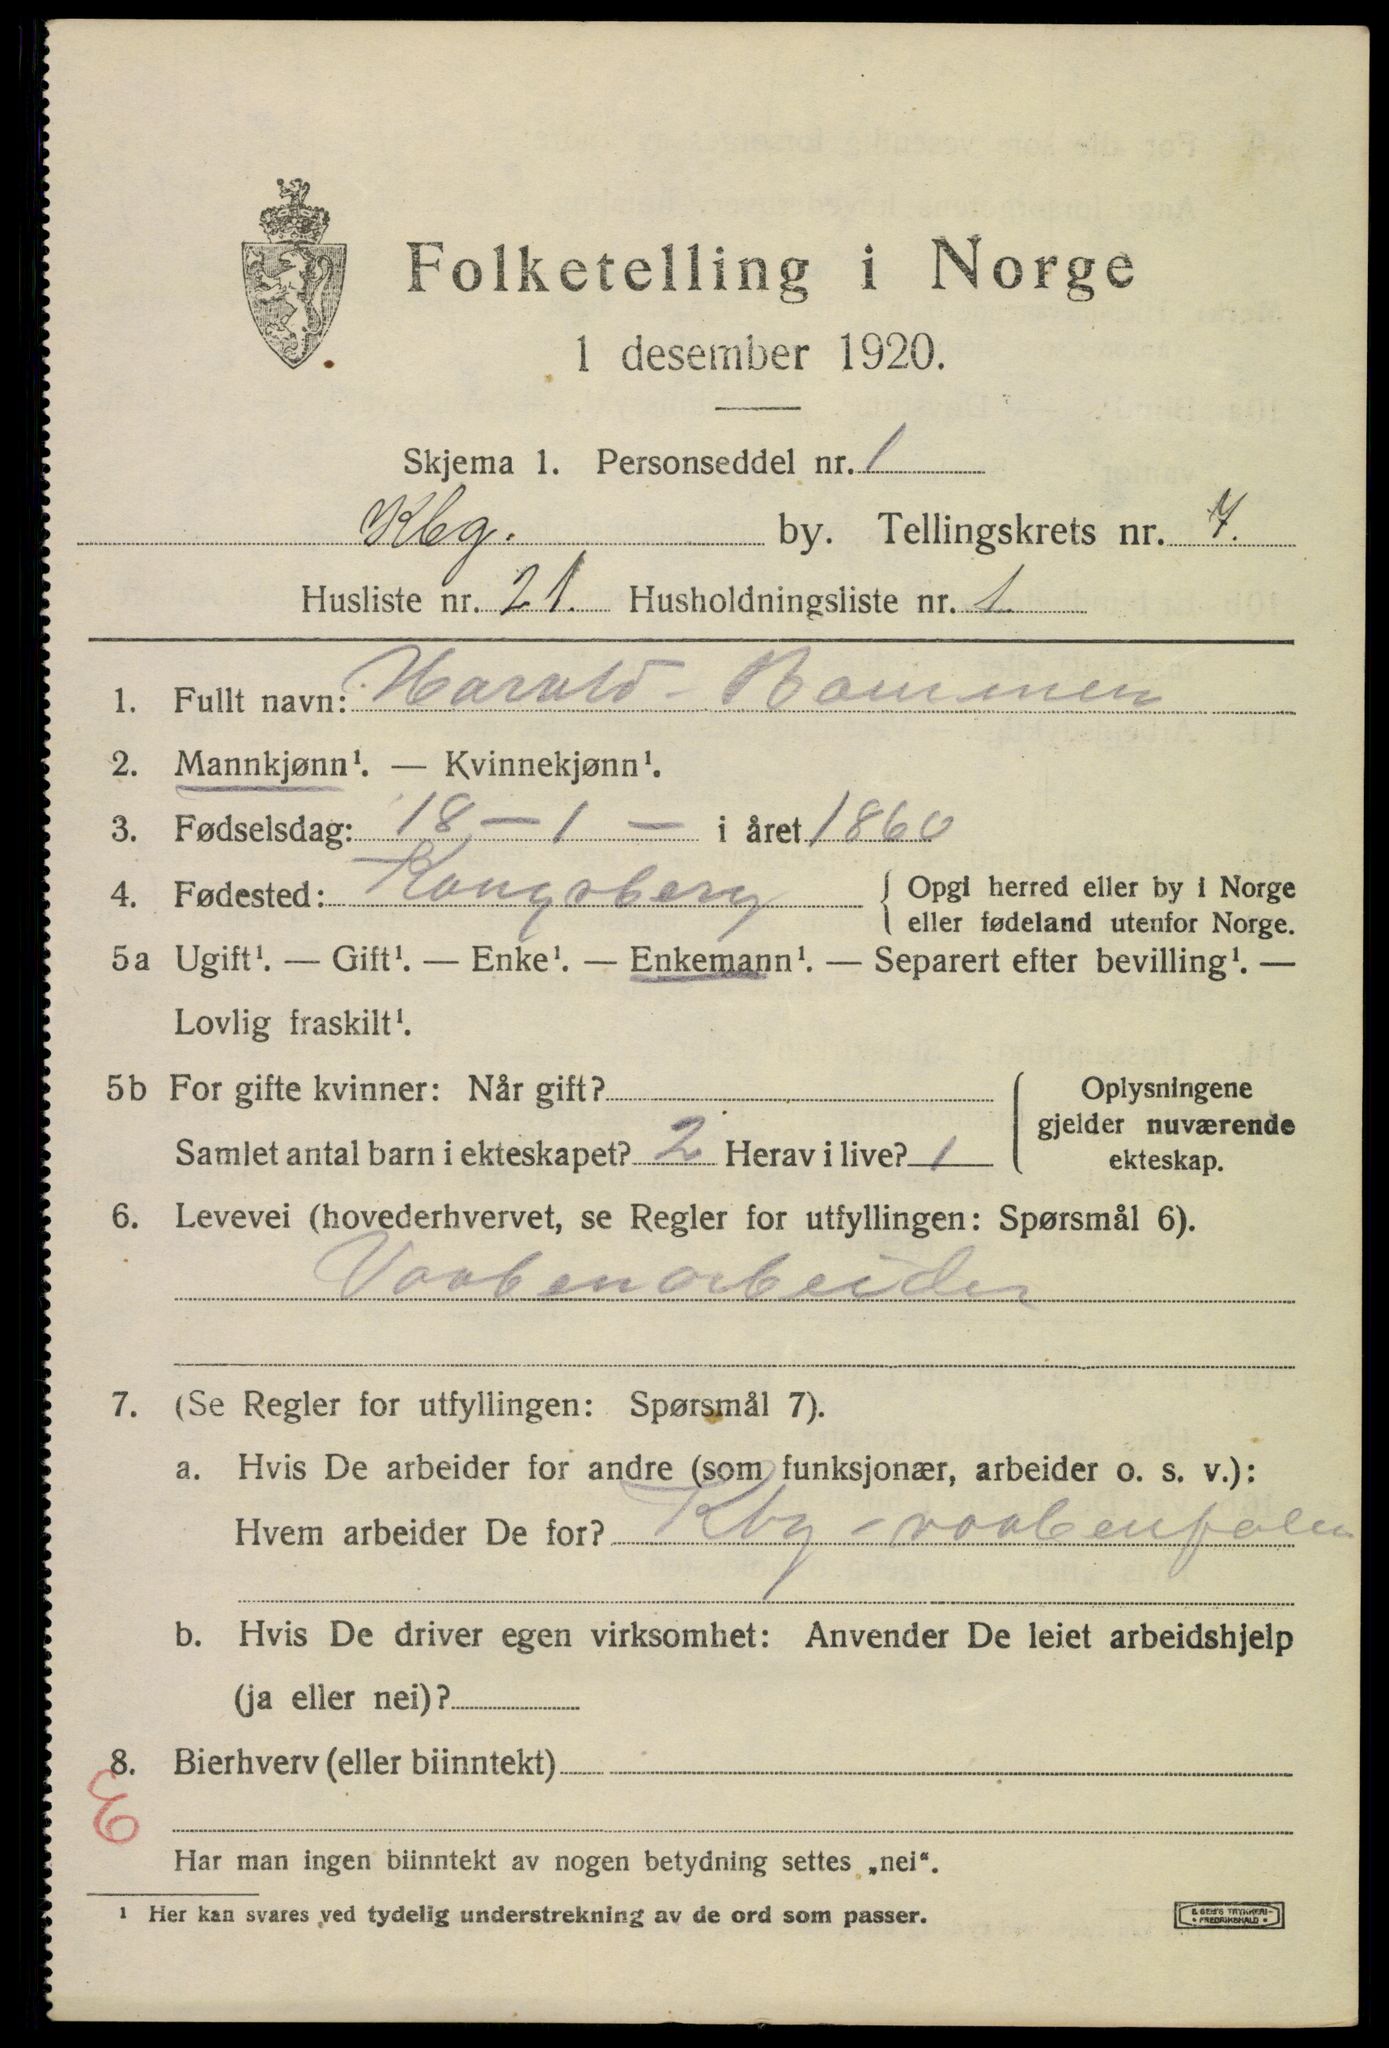 Folketelling i Norge
1 desember 1920.
Skjema 1. Personseddel nr. 1
Kbg. by. Tellingskrets nr. 7.
Husliste nr. 21. Husholdningsliste nr. 1
1. Fullt navn: Harald
2. Mannkjønn¹. — Kvinnekjønn¹.
3. Fødselsdag: 18 – 1 – i året 1860
4. Fødested: Kongsberg { Opgi herred eller by i Norge
eller fødeland utenfor Norge.
5a Ugift¹. — Gift¹. — Enke¹. — Enkemann¹. — Separert efter bevilling¹. —
Lovlig fraskilt¹.
5b For gifte kvinner: Når gift? { Oplysningene
gjelder nuværende
Samlet antal barn i ekteskapet? 2 Herav i live? 1 ekteskap.
6. Levevei (hovederhvervet, se Regler for utfyllingen: Spørsmål 6).
Vaabenarbeider
7. (Se Regler for utfyllingen: Spørsmål 7).
a. Hvis De arbeider for andre (som funksjonær, arbeider o. s. v.):
Hvem arbeider De for? Kbg –
b. Hvis De driver egen virksomhet: Anvender De leiet arbeidshjelp
(ja eller nei)?
8. Bierhverv (eller biinntekt)
Har man ingen biinntekt av nogen betydning settes „nei“.
¹ Her kan svares ved tydelig understrekning av de ord som passer.
E SEM'S TRYKKERI
• FREDRIKSHALD •